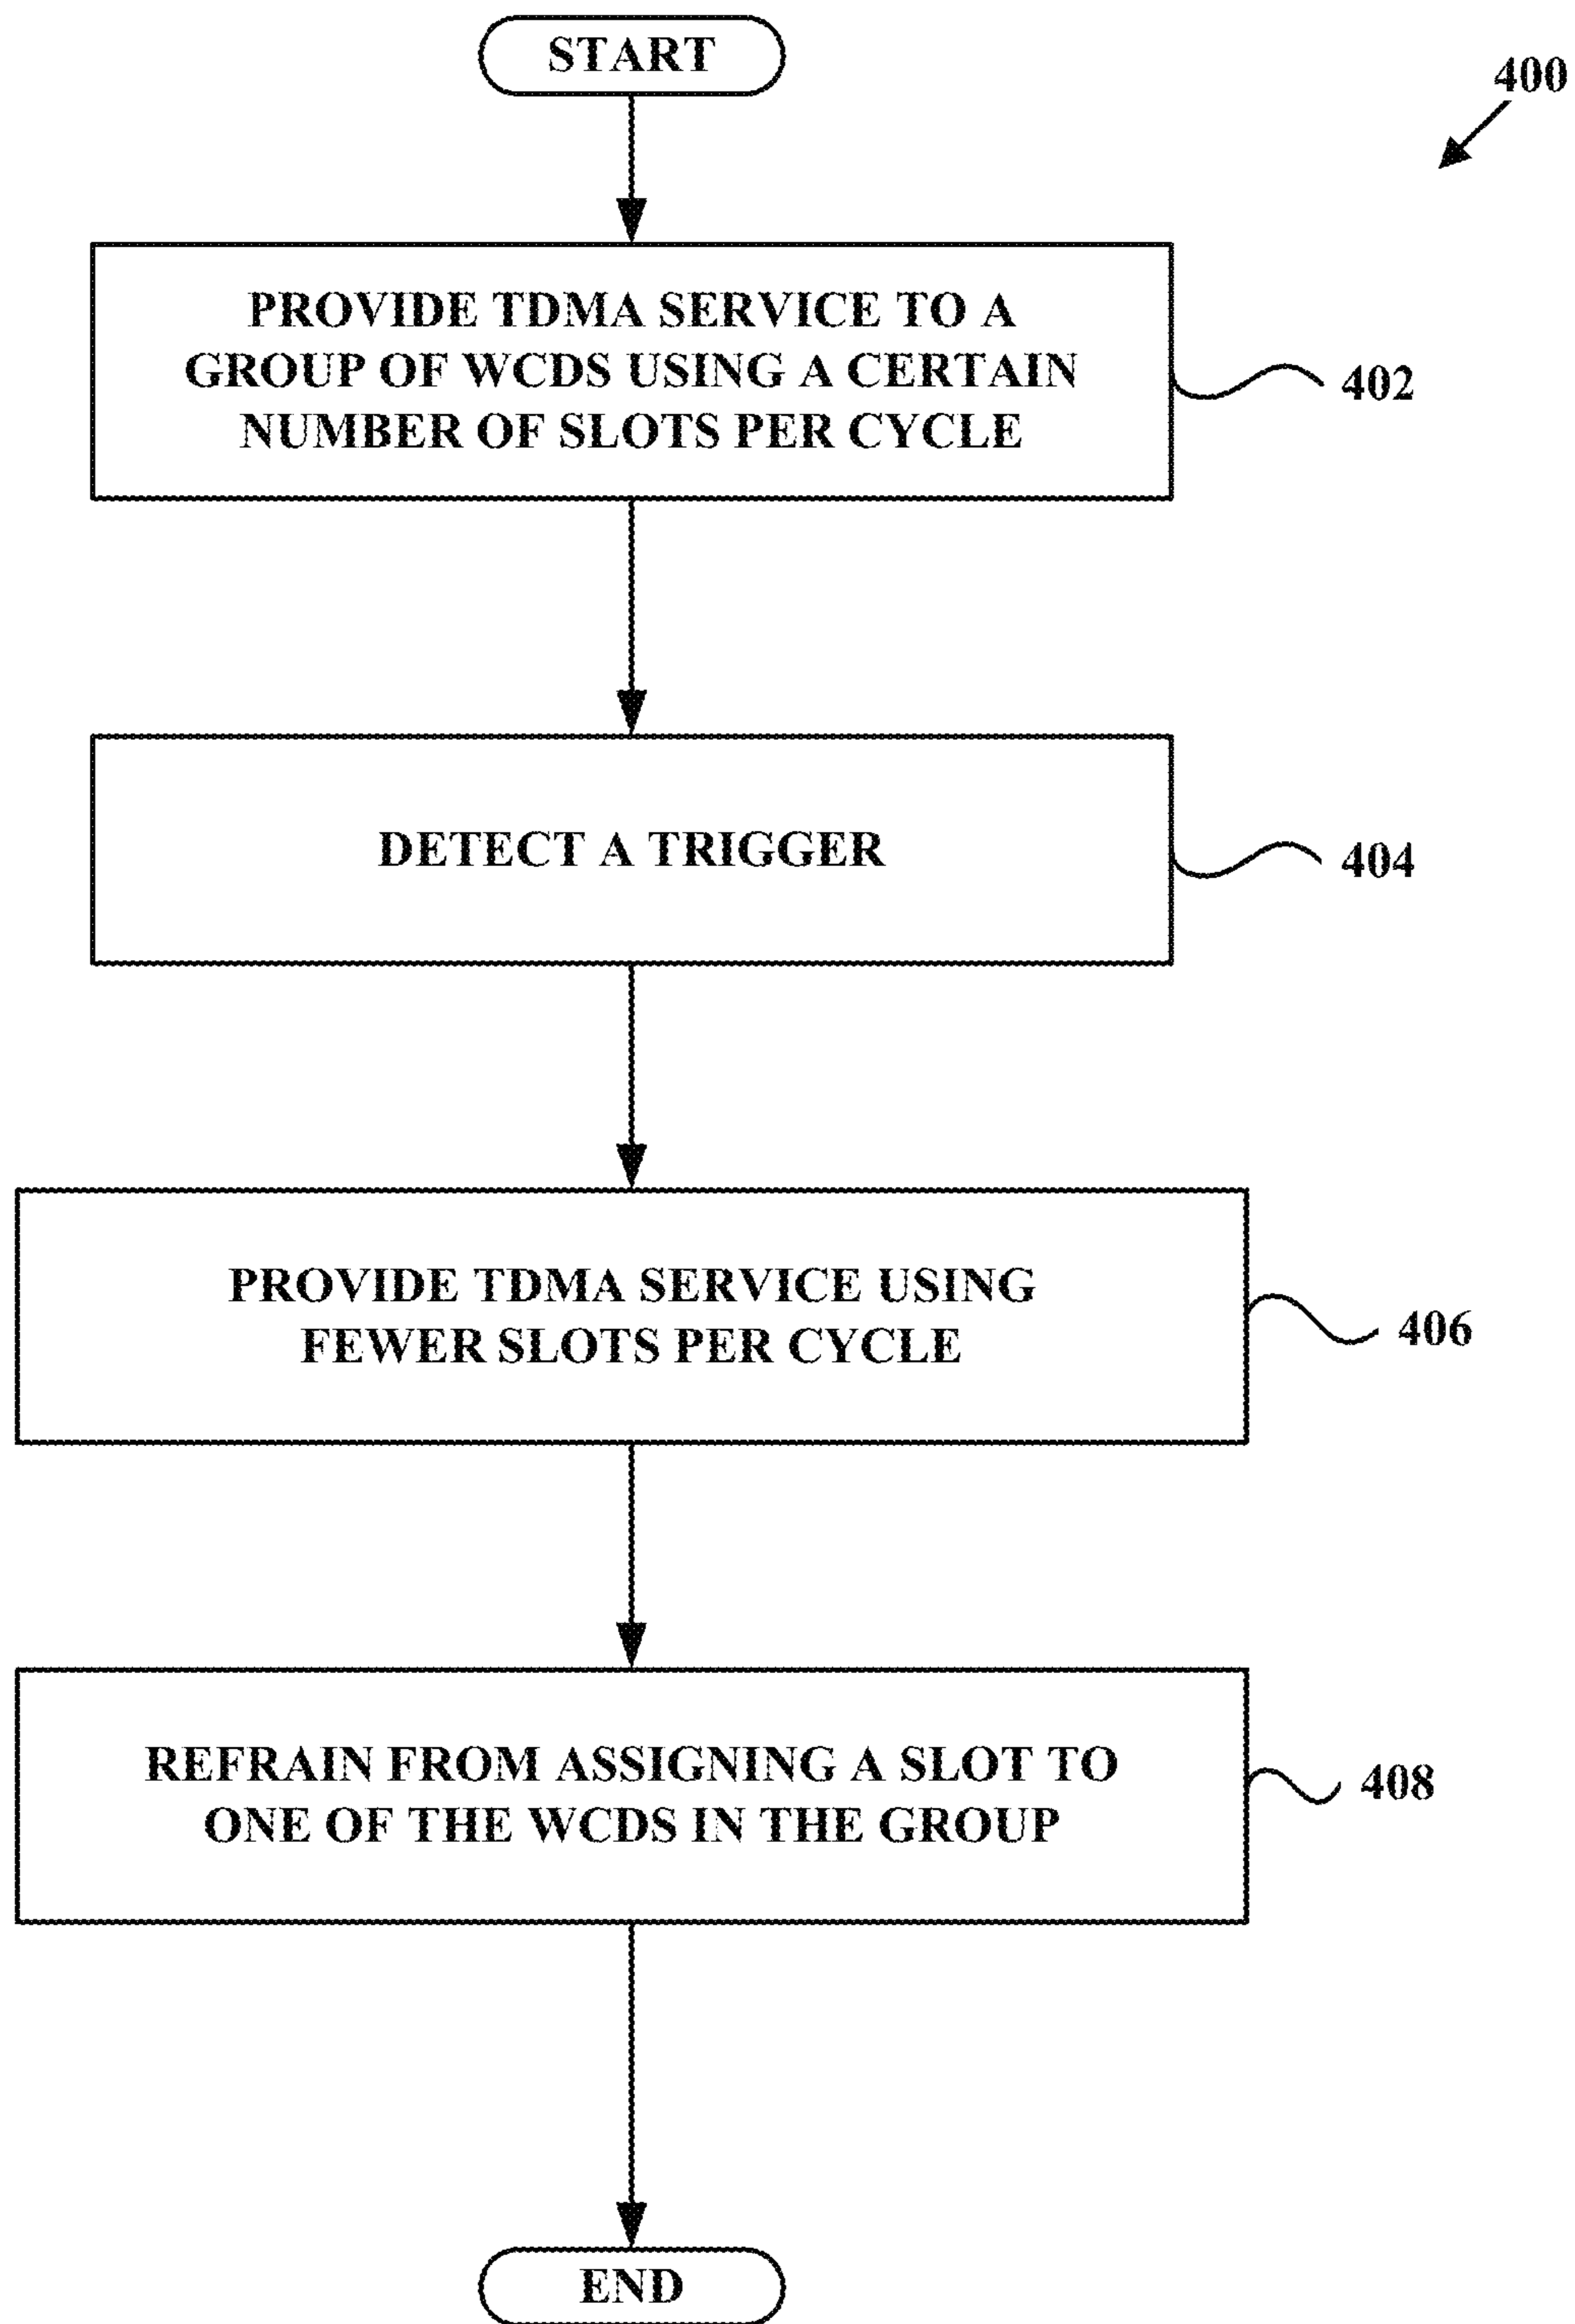 START
400
PROVIDE TDMA SERVICE TO A
GROUP OF WCDS USING A CERTAIN
NUMBER OF SLOTS PER CYCLE
402
DETECT A TRIGGER
404
PROVIDE TDMA SERVICE USING
FEWER SLOTS PER CYCLE
406
REFRAIN FROM ASSIGNING A SLOT TO
ONE OF THE WCDS IN THE GROUP
408
END